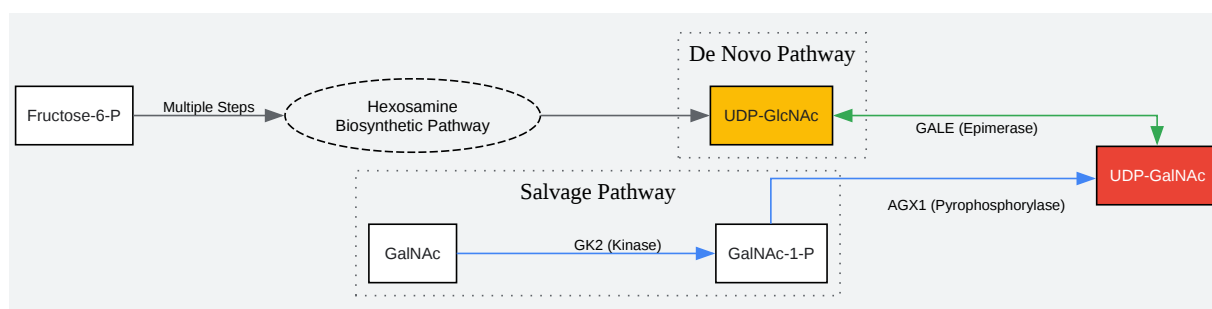 De Novo Pathway
Fructose-6-P
Multiple Steps
Hexosamine
Biosynthetic Pathway
UDP-GlcNAc
GALE (Epimerase)
UDP-GalNAc
Salvage Pathway
AGX1 (Pyrophosphorylase)
GalNAc
GK2 (Kinase)
GalNAc-1-P